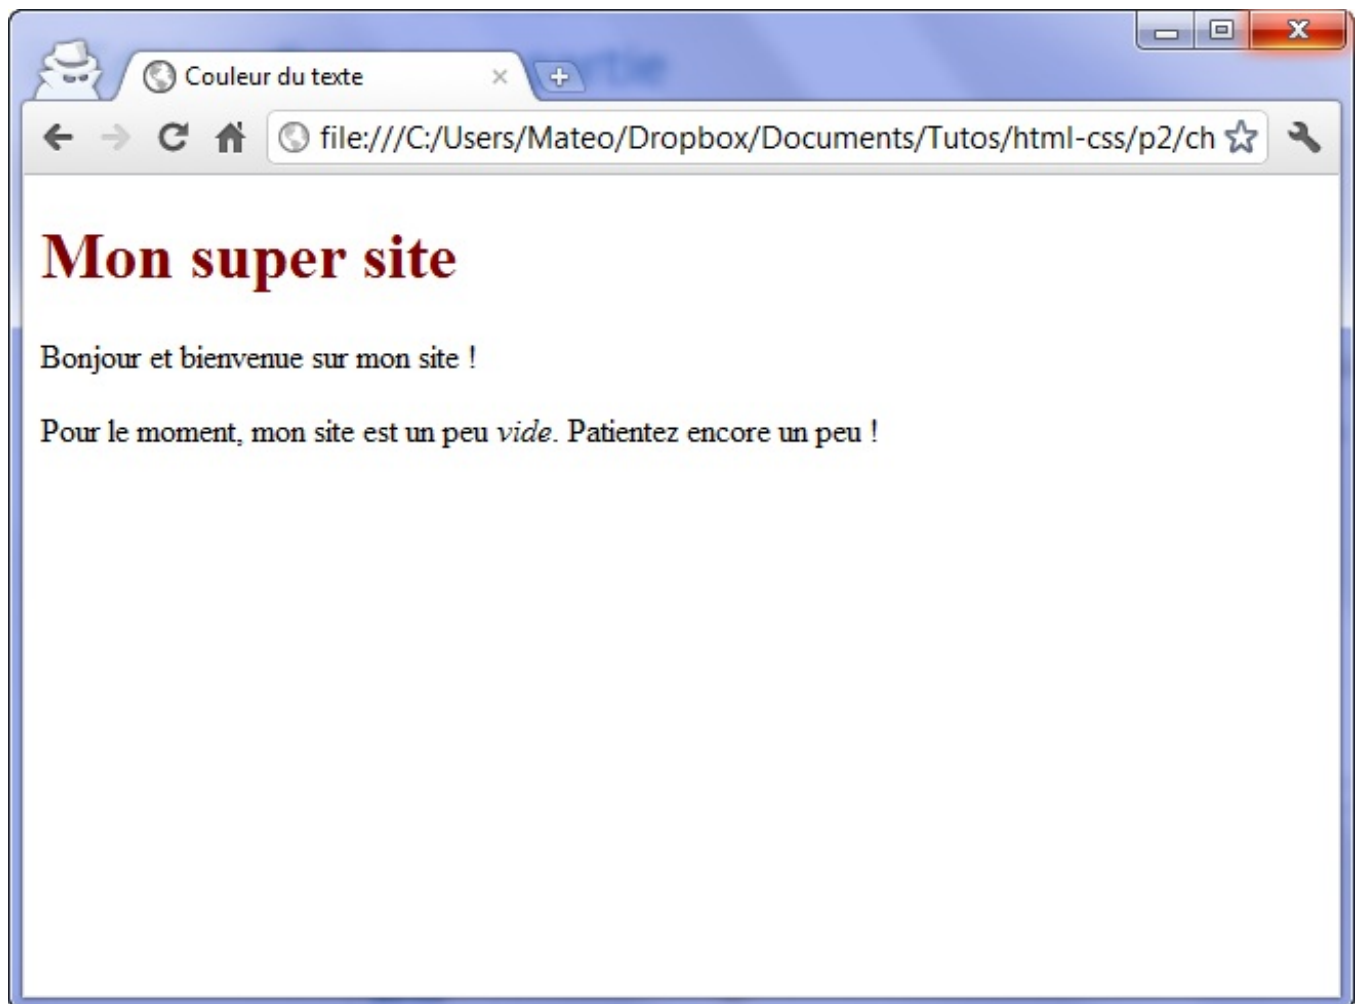 rtie
Couleur du texte
file:///C:/Users/Mateo/Dropbox/Documents/Tutos/html-css/p2/ch
Mon super site
Bonjour et bienvenue sur mon site !
Pour le moment, mon site est un peu vide. Patientez encore un peu !